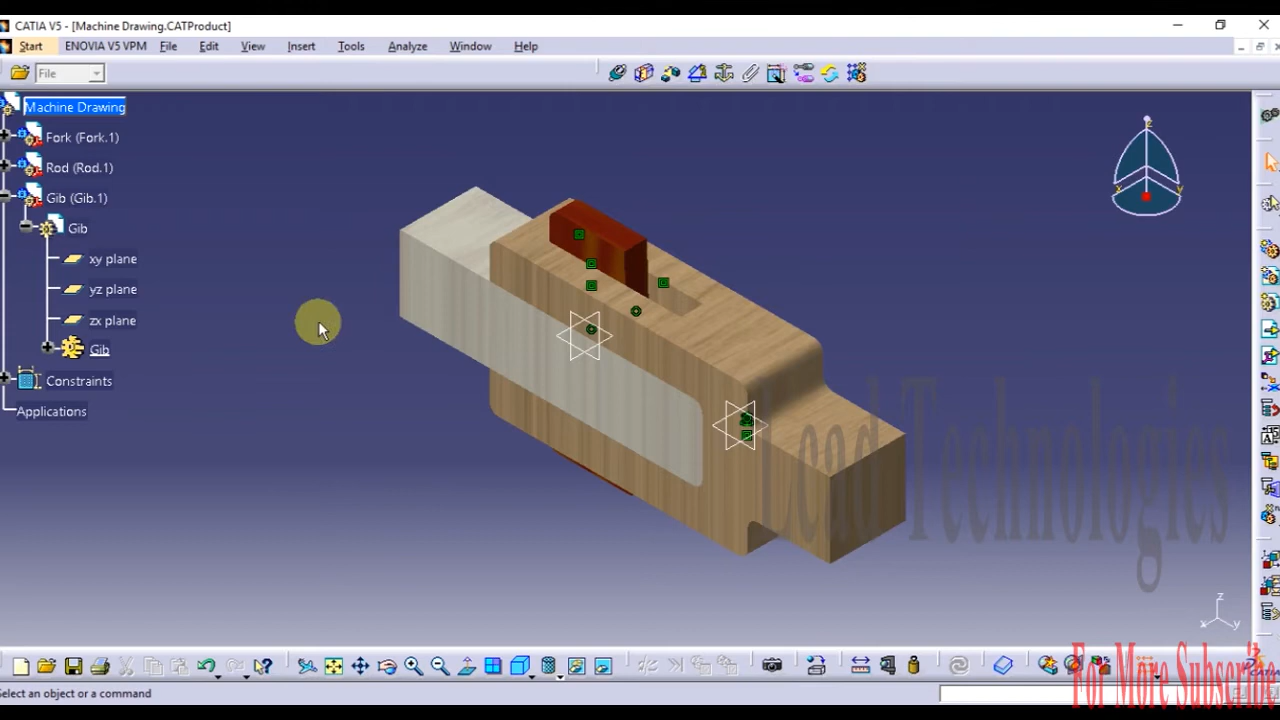 CATIA V5 - [Machine Drawing.CATProduct]
Start ENOVIA V5 VPM File Edit View Insert Tools Analyze Window Help
File
Machine Drawing
Fork (Fork.1)
Rod (Rod.1)
Gib (Gib.1)
Gib
xy plane
yz plane
zx plane
Gib
Constraints
Applications
z
x y
Lead Technologies
z
x y
For More Subscribe
CATIA
Select an object or a command